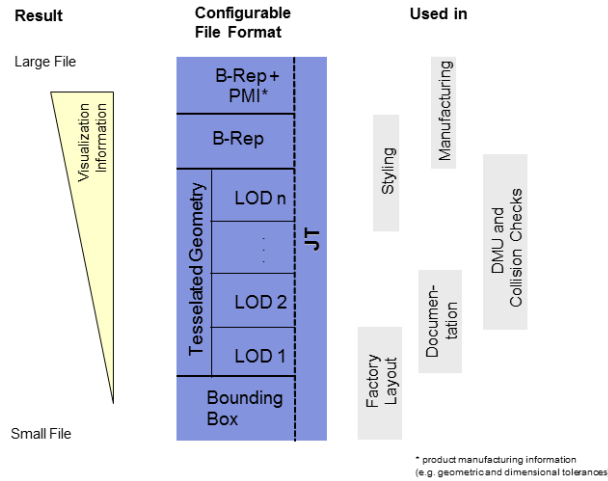 Result
Configurable
File Format
Used in
Large File
Visualization
Information
Small File
B-Rep +
PMI*
B-Rep
Tesselated Geometry
LOD n
. . .
LOD 2
LOD 1
Bounding
Box
JT
Manufacturing
Styling
DMU and
Collision Checks
Documen-
tation
Factory
Layout
* product manufacturing information
(e.g. geometric and dimensional tolerances